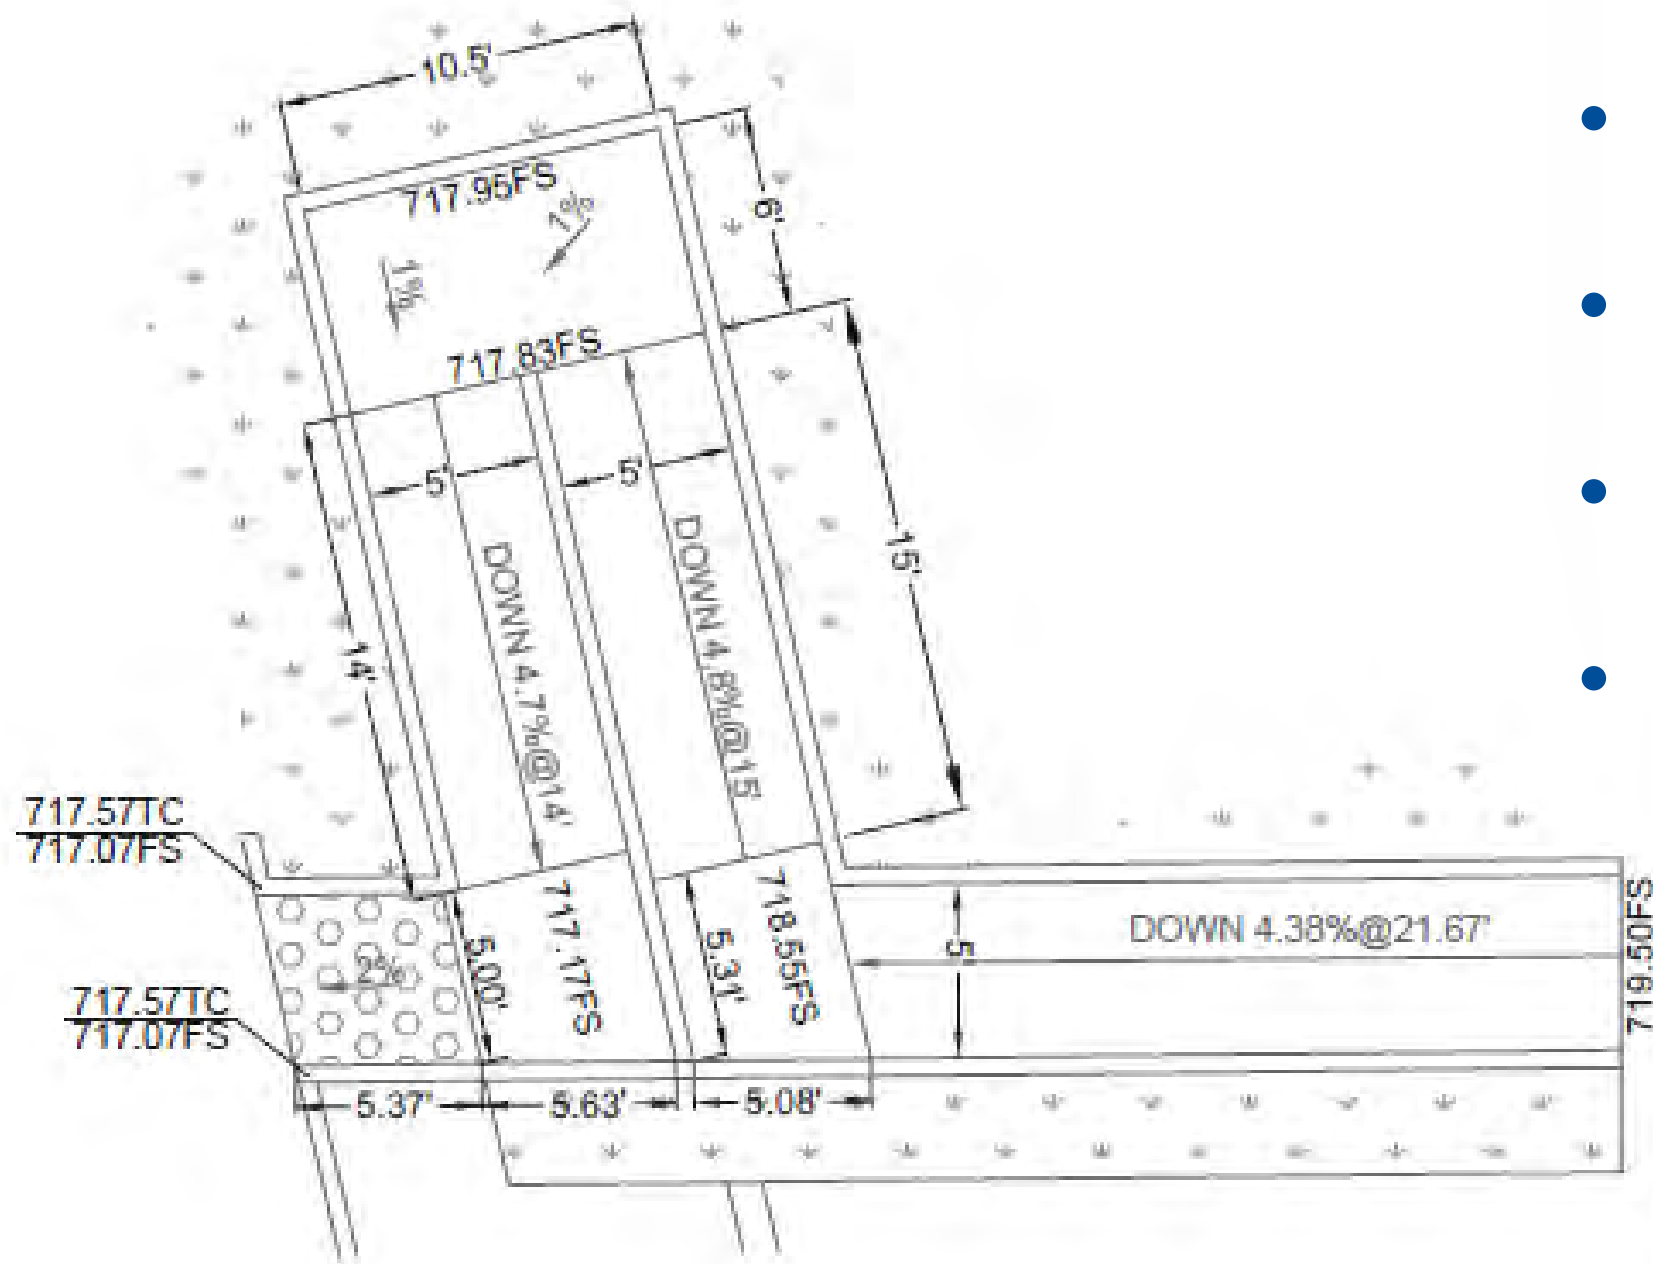 10.5'
717.95FS
1%
1%
6'
717.83FS
5'
5'
15'
14'
DOWN 4.7%@14'
DOWN 4.8%@15'
717.57TC
717.07FS
2%
5.00'
717.17FS
5.31'
718.55FS
5'
DOWN 4.38%@21.67'
719.50FS
717.57TC
717.07FS
5.37'
5.63'
5.08'